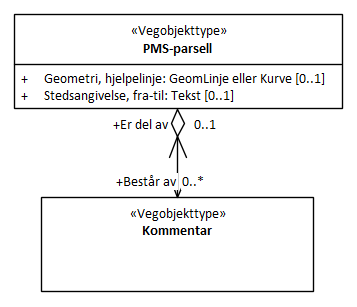 «Vegobjekttype»
PMS-parsell
+ Geometri, hjelpelinje: GeomLinje eller Kurve [0..1]
+ Stedsangivelse, fra-til: Tekst [0..1]
+Er del av 0..1
+Består av 0..*
«Vegobjekttype»
Kommentar